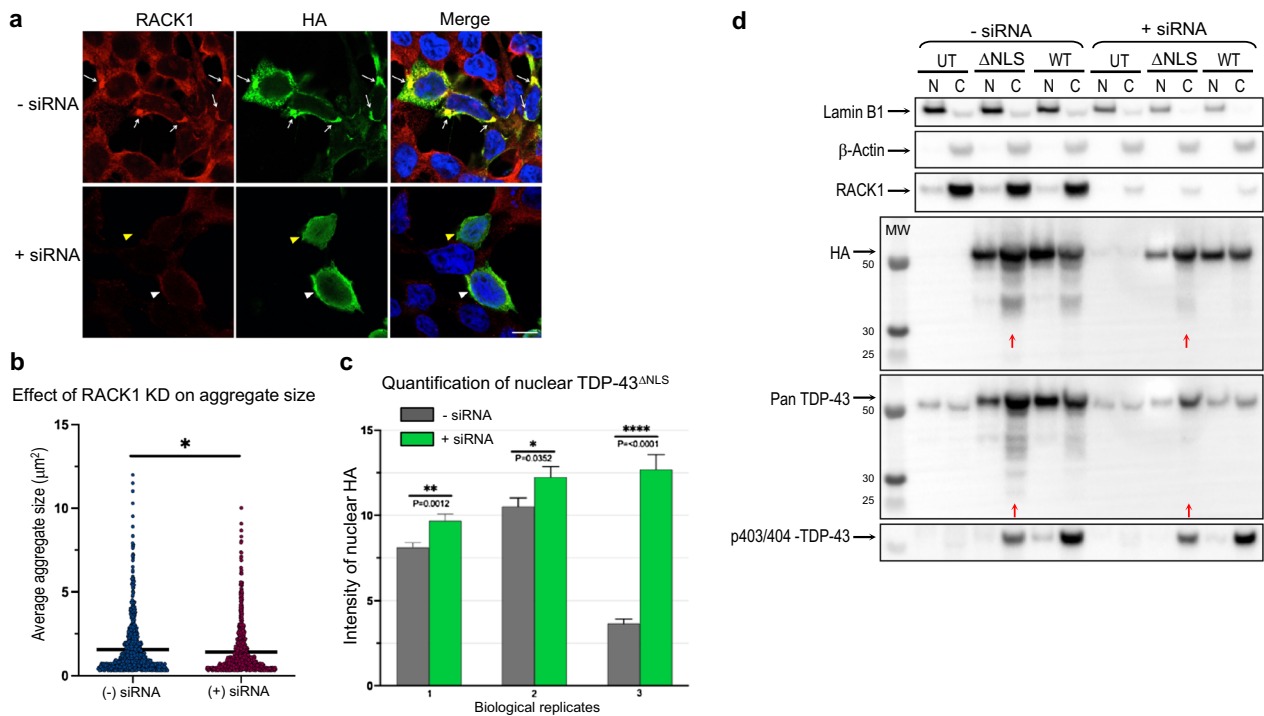 a
RACK1 HA Merge
- siRNA
+ siRNA
b
Effect of RACK1 KD on aggregate size
Average aggregate size (μm²)
15
10
5
0
*
(-) siRNA (+) siRNA
c
Quantification of nuclear TDP-43ΔNLS
- siRNA
+ siRNA
Intensity of nuclear HA
15
12.5
10
5
0
**
P=0.0012
*
P=0.0352
****
P=<0.0001
1 2 3
Biological replicates
d
- siRNA + siRNA
UT ΔNLS WT UT ΔNLS WT
N C N C N C N C N C N C
Lamin B1
β-Actin
RACK1
MW
HA
50
30
25
Pan TDP-43
50
30
25
p403/404 -TDP-43